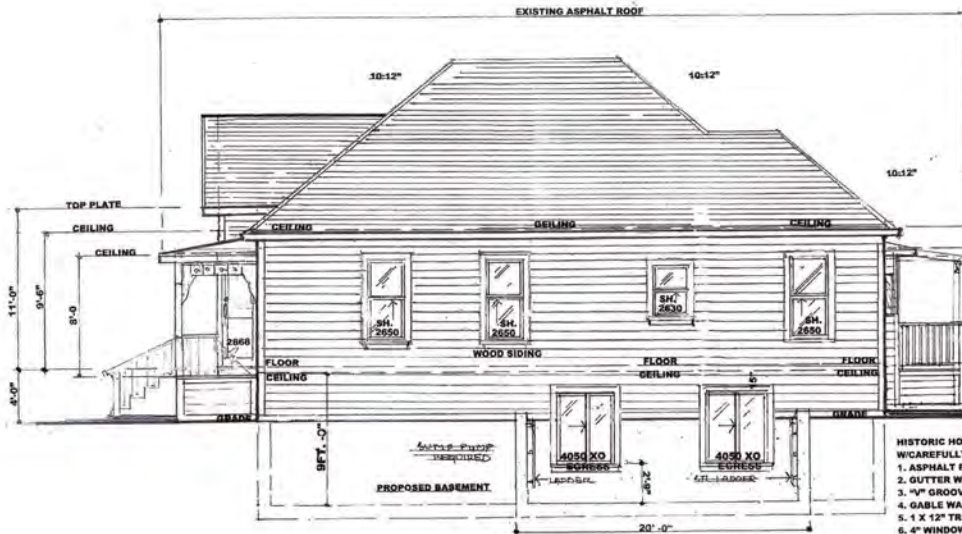 EXISTING ASPHALT ROOF
10:12"
10:12"
10:12"
TOP PLATE
CEILING
CEILING
CEILING
CEILING
CEILING
11'-0"
9'-6"
8'-0
4'-0"
SH.
2650
SH.
2650
SH.
2630
SH.
2650
2668
WOOD SIDING
FLOOR
FLOOR
FLOOR
CEILING
CEILING
CEILING
15"
GRADE
GRADE
9FT. -0"
SUMP PUMP
REQUIRED
4050 XO
EGRESS
4050 XO
EGRESS
LADDER
STL LADDER
PROPOSED BASEMENT
20' -0"
HISTORIC HO
W/CAREFULL
1. ASPHALT
2. GUTTER W
3. "V" GROOV
4. GABLE WA
5. 1 X 12" TR
6. 4" WINDOW